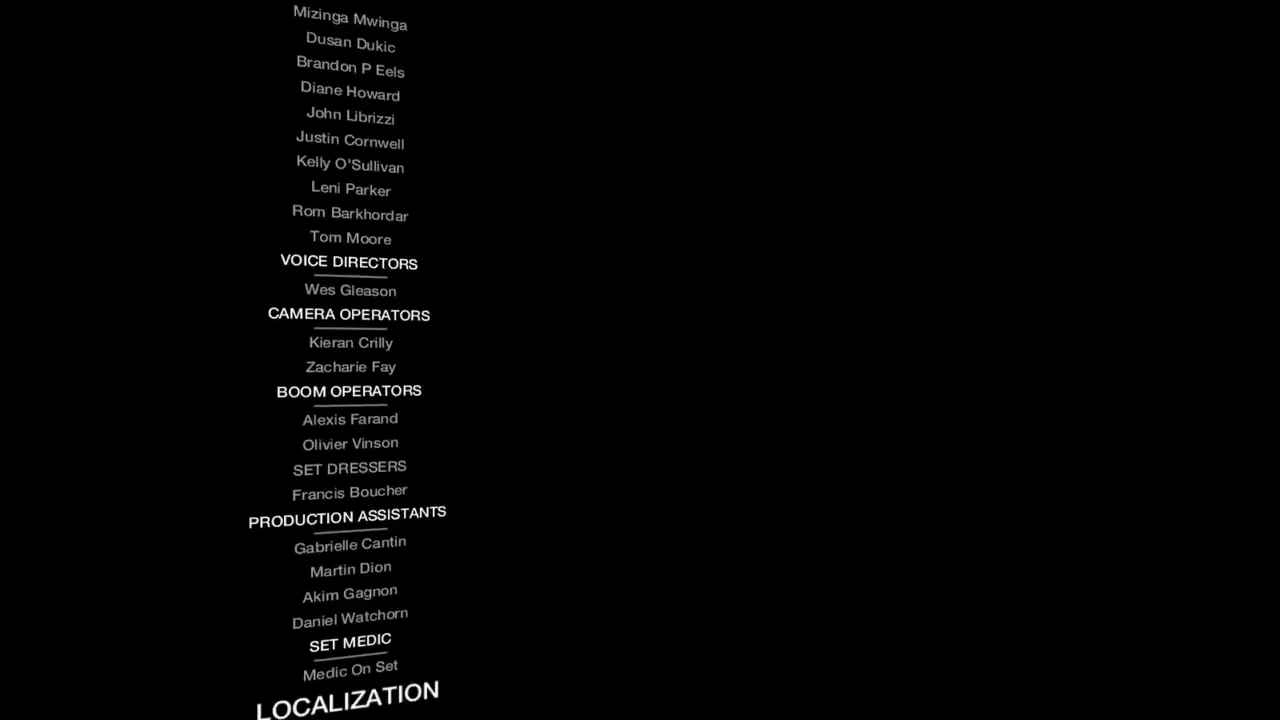 Mizinga Mwinga
Dusan Dukic
Brandon P Eels
Diane Howard
John Librizzi
Justin Cornwell
Kelly O'Sullivan
Leni Parker
Rom Barkhordar
Tom Moore
VOICE DIRECTORS
Wes Gleason
CAMERA OPERATORS
Kieran Crilly
Zacharie Fay
BOOM OPERATORS
Alexis Farand
Olivier Vinson
SET DRESSERS
Francis Boucher
PRODUCTION ASSISTANTS
Gabrielle Cantin
Martin Dion
Akim Gagnon
Daniel Watchorn
SET MEDIC
Medic On Set
LOCALIZATION